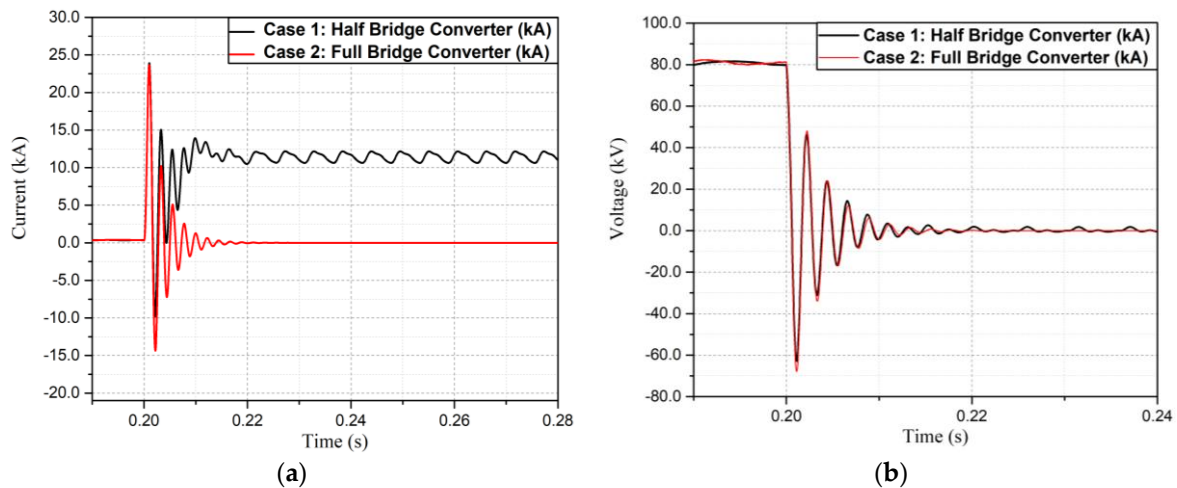 30.0
25.0
20.0
15.0
10.0
5.0
0.0
-5.0
-10.0
-15.0
-20.0
Current (kA)
Case 1: Half Bridge Converter (kA)
Case 2: Full Bridge Converter (kA)
0.20 0.22 0.24 0.26 0.28
Time (s)
(a)
100.0
80.0
60.0
40.0
20.0
0.0
-20.0
-40.0
-60.0
-80.0
Voltage (kV)
Case 1: Half Bridge Converter (kA)
Case 2: Full Bridge Converter (kA)
0.20 0.22 0.24
Time (s)
(b)